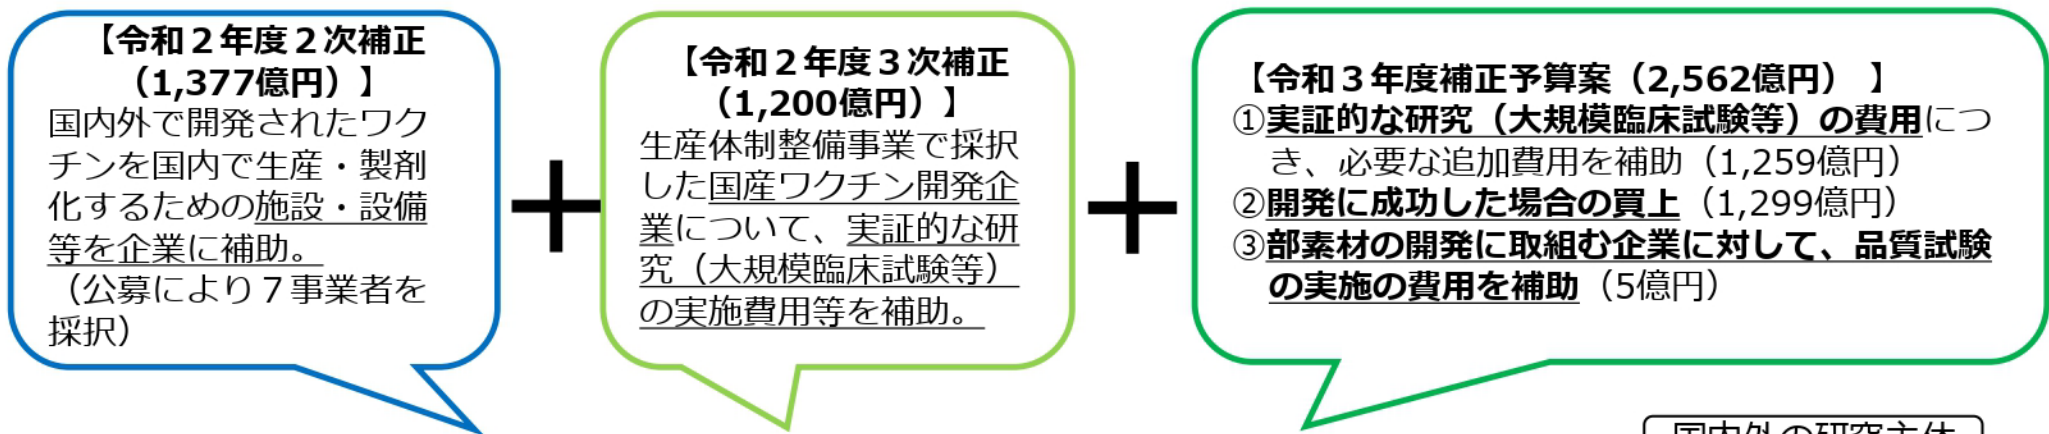 【令和２年度２次補正
（1,377億円）】
国内外で開発されたワク
チンを国内で生産・製剤
化するための施設・設備
等を企業に補助。
（公募により７事業者を
採択）
【令和２年度３次補正
（1,200億円）】
生産体制整備事業で採択
した国産ワクチン開発企
業について、実証的な研
究（大規模臨床試験等）
の実施費用等を補助。
【令和３年度補正予算案（2,562億円） 】
①実証的な研究（大規模臨床試験等）の費用につ
き、必要な追加費用を補助（1,259億円）
②開発に成功した場合の買上（1,299億円）
③部素材の開発に取組む企業に対して、品質試験
の実施の費用を補助（5億円）
国内外の研究主体